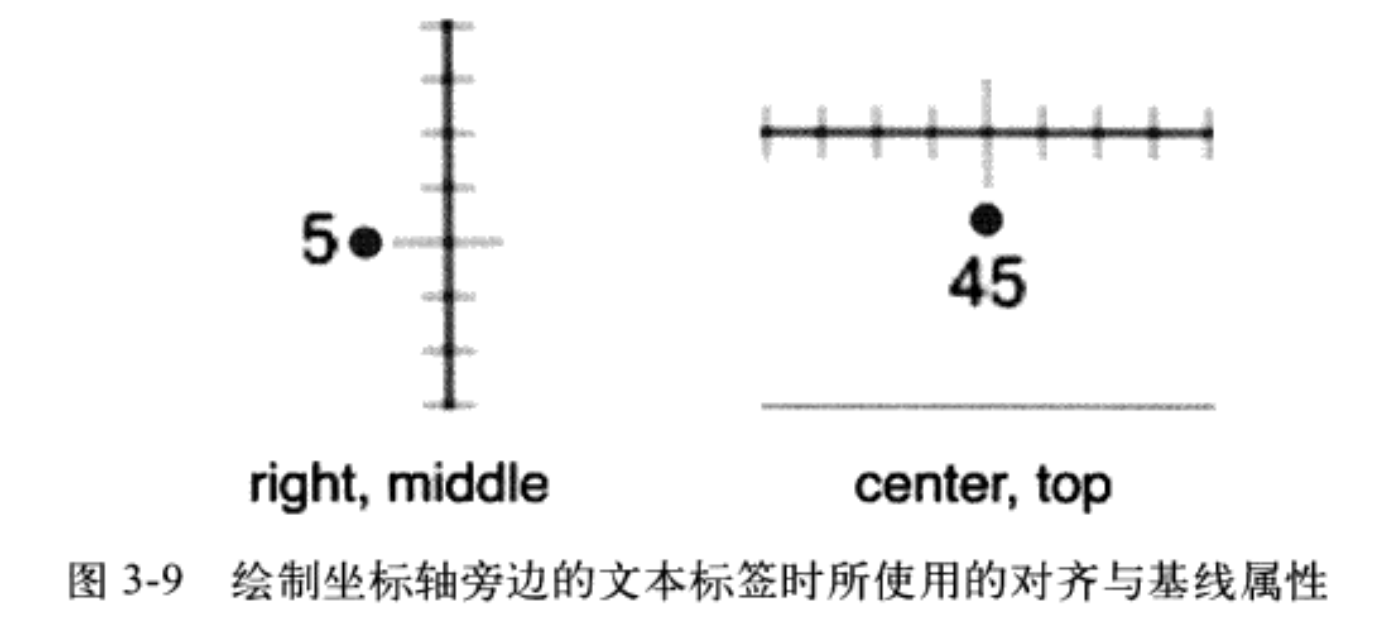 5
45
right, middle
center, top
图 3-9 绘制坐标轴旁边的文本标签时所使用的对齐与基线属性